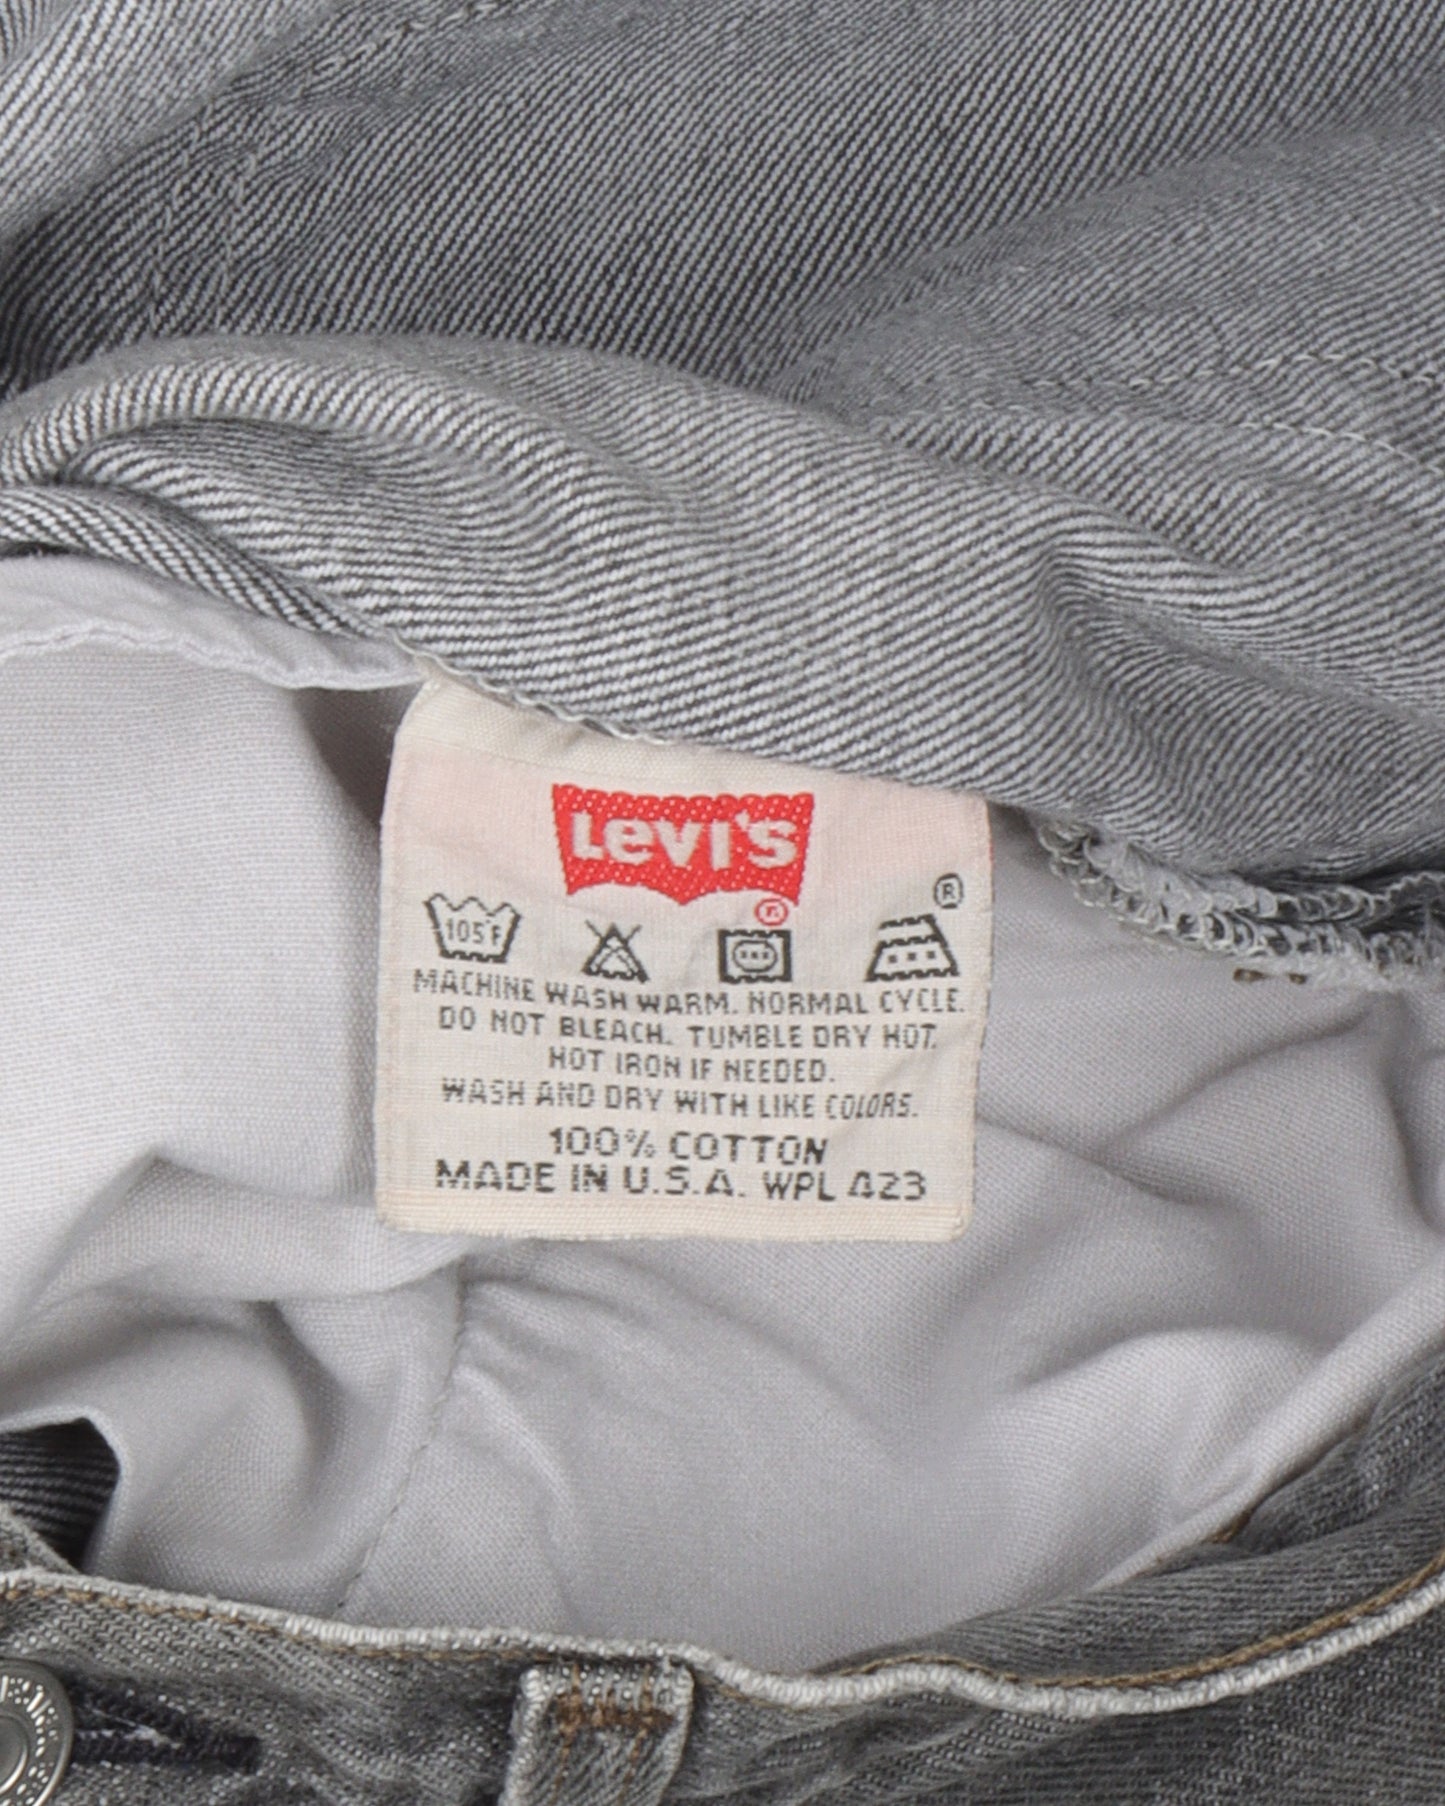 LEVI'S
®
®
105°F
MACHINE WASH WARM. NORMAL CYCLE.
DO NOT BLEACH. TUMBLE DRY HOT.
HOT IRON IF NEEDED.
WASH AND DRY WITH LIKE COLORS.
100% COTTON
MADE IN U.S.A. WPL 423